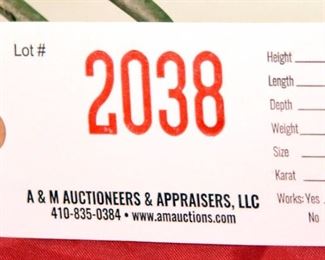 Lot #
2038
Height
Length
Depth
Weight
Size
Karat
Works: Yes
No
A & M AUCTIONEERS & APPRAISERS, LLC
410-835-0384 • www.amauctions.com